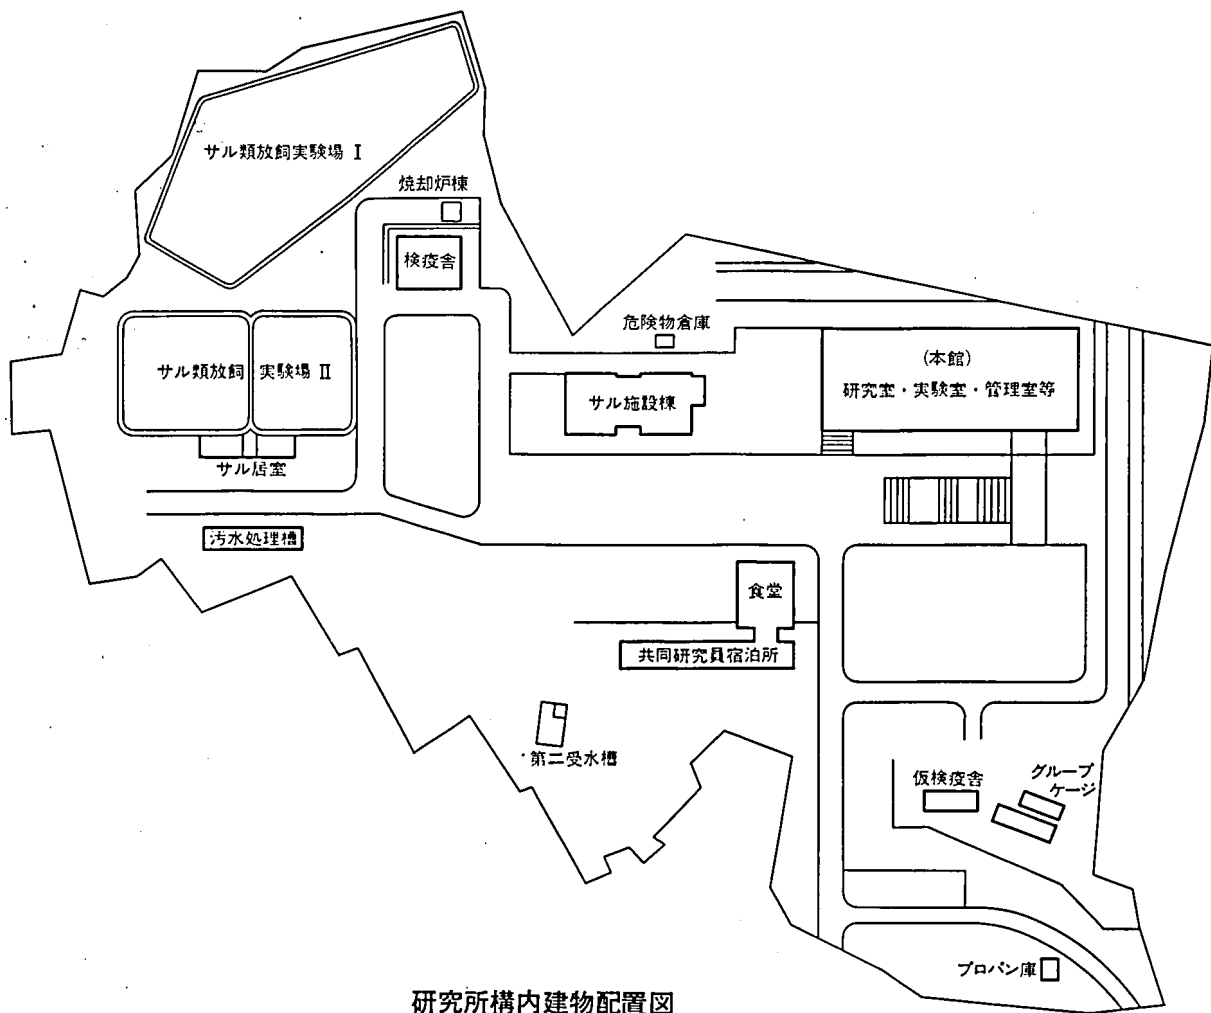 サル類放飼実験場 I
焼却炉棟
検疫舎
危険物倉庫
サル類放飼実験場 II
サル施設棟
(本館)
研究室・実験室・管理室等
サル居室
汚水処理槽
食堂
共同研究員宿泊所
第二受水槽
仮検疫舎
グループ
ケージ
プロパン庫
研究所構内建物配置図